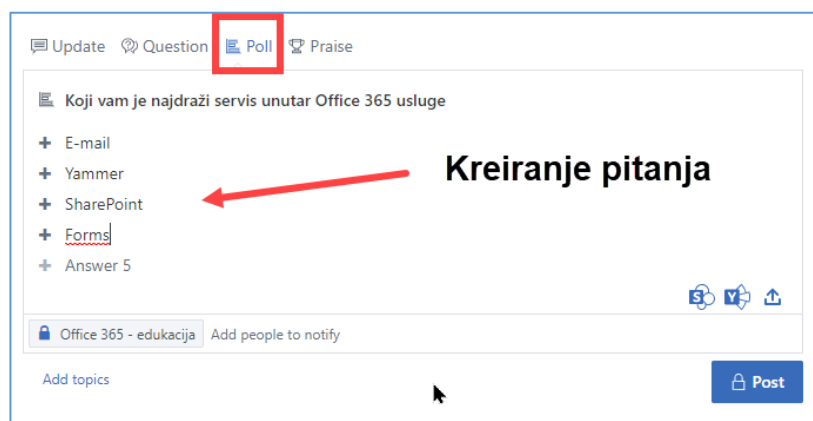 Update Question Poll Praise
Koji vam je najdraži servis unutar Office 365 usluge
E-mail
Yammer
SharePoint
Forms
Answer 5
Kreiranje pitanja
Office 365 - edukacija Add people to notify
Add topics
Post